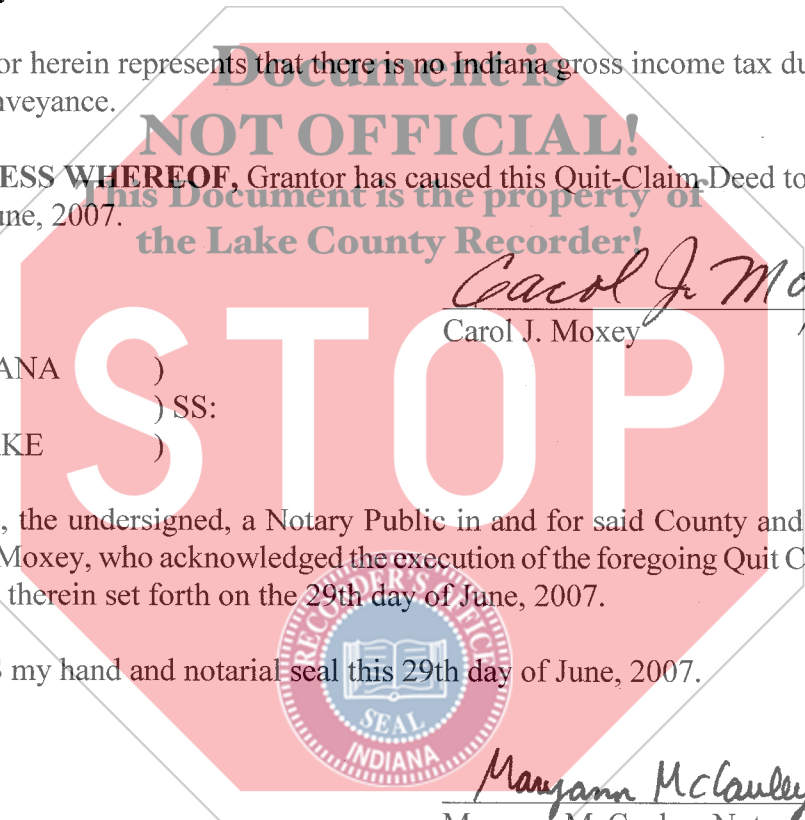 or herein represents that there is no Indiana gross income tax du
nveyance.
Document is
NOT OFFICIAL!
This Document is the property of
the Lake County Recorder!
ESS WHEREOF, Grantor has caused this Quit-Claim Deed to
une, 2007.
Carol J. Mo
Carol J. Moxey
STOP
ANA )
) SS:
KE )
, the undersigned, a Notary Public in and for said County and
Moxey, who acknowledged the execution of the foregoing Quit C
therein set forth on the 29th day of June, 2007.
my hand and notarial seal this 29th day of June, 2007.
RECORDER'S OFFICE
SEAL
INDIANA
Maryann McCauley